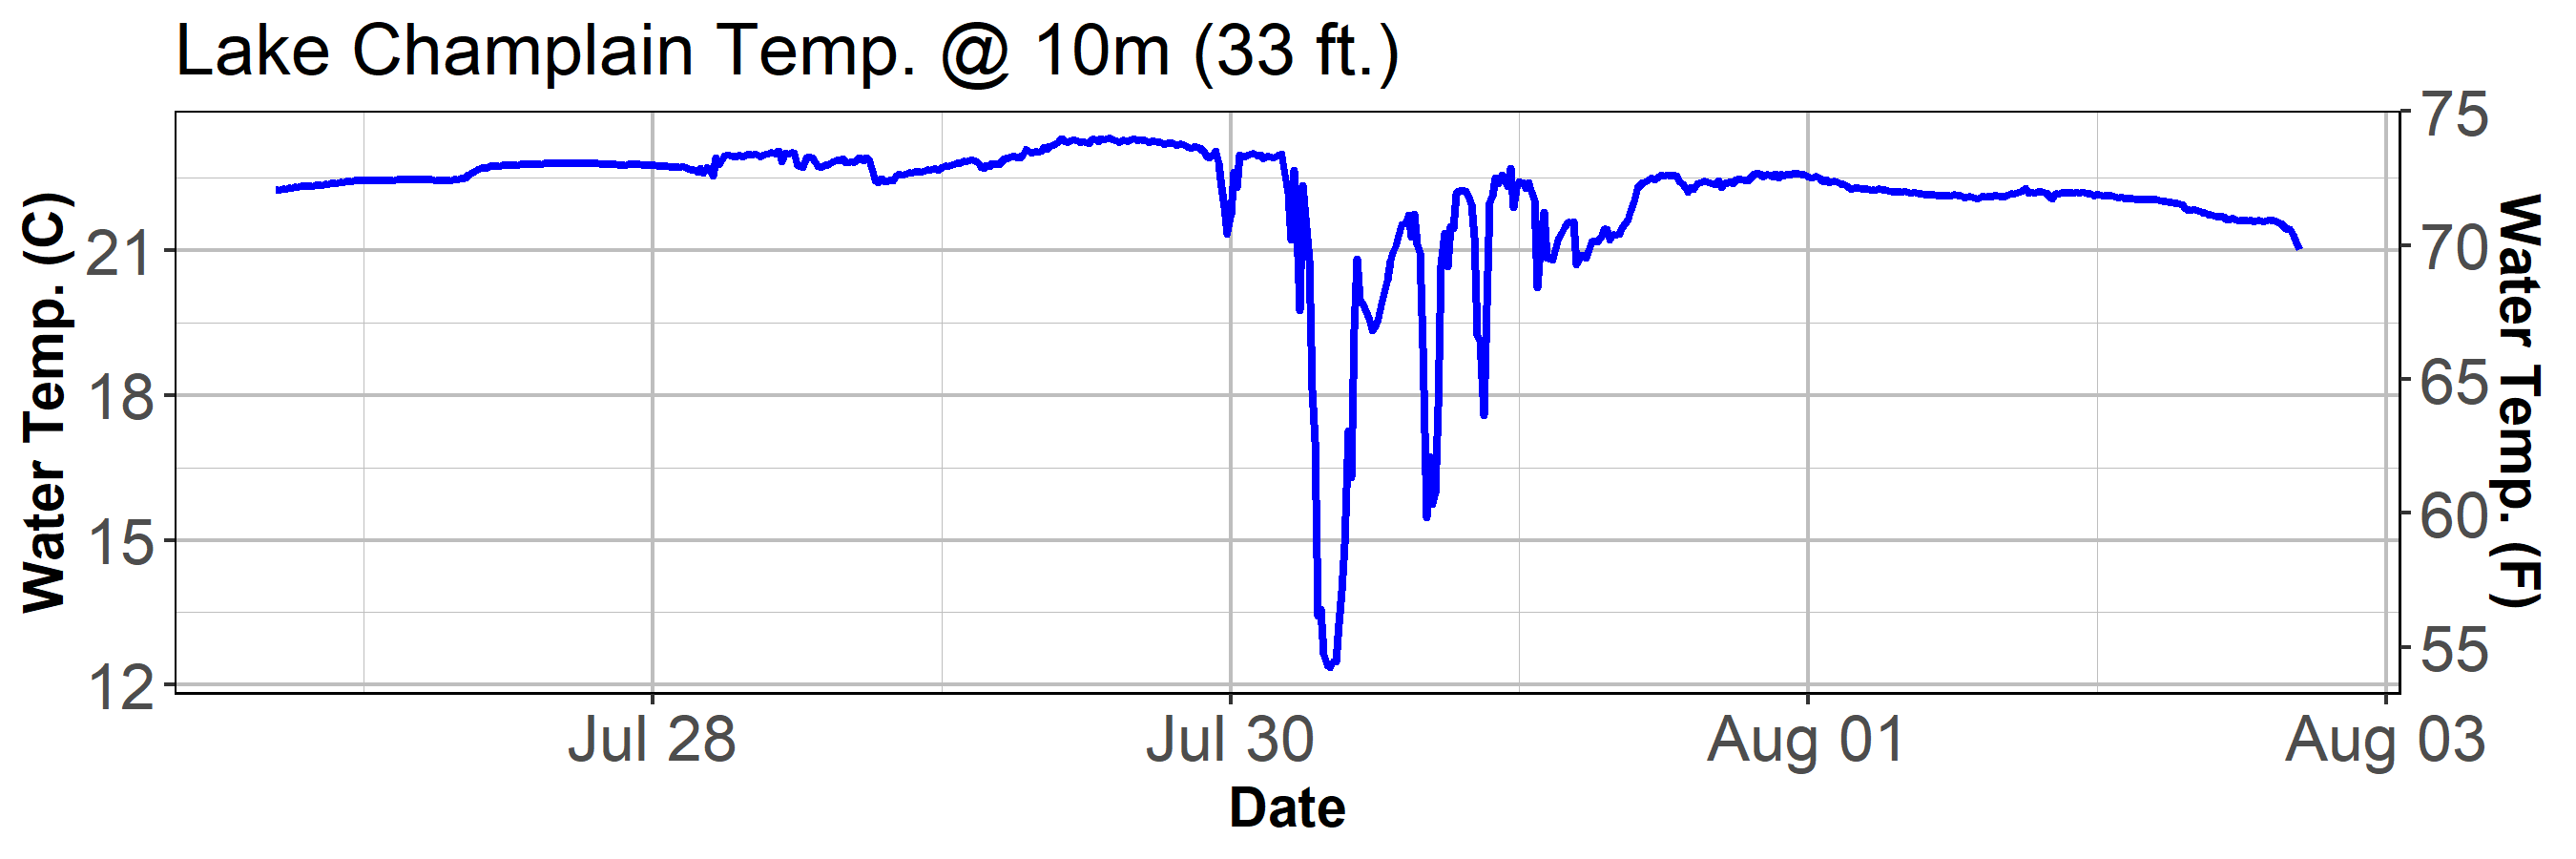 Lake Champlain Temp. @ 10m (33 ft.)
Water Temp. (C)
21
18
15
12
75
70
65
60
55
Water Temp. (F)
Jul 28
Jul 30
Aug 01
Aug 03
Date